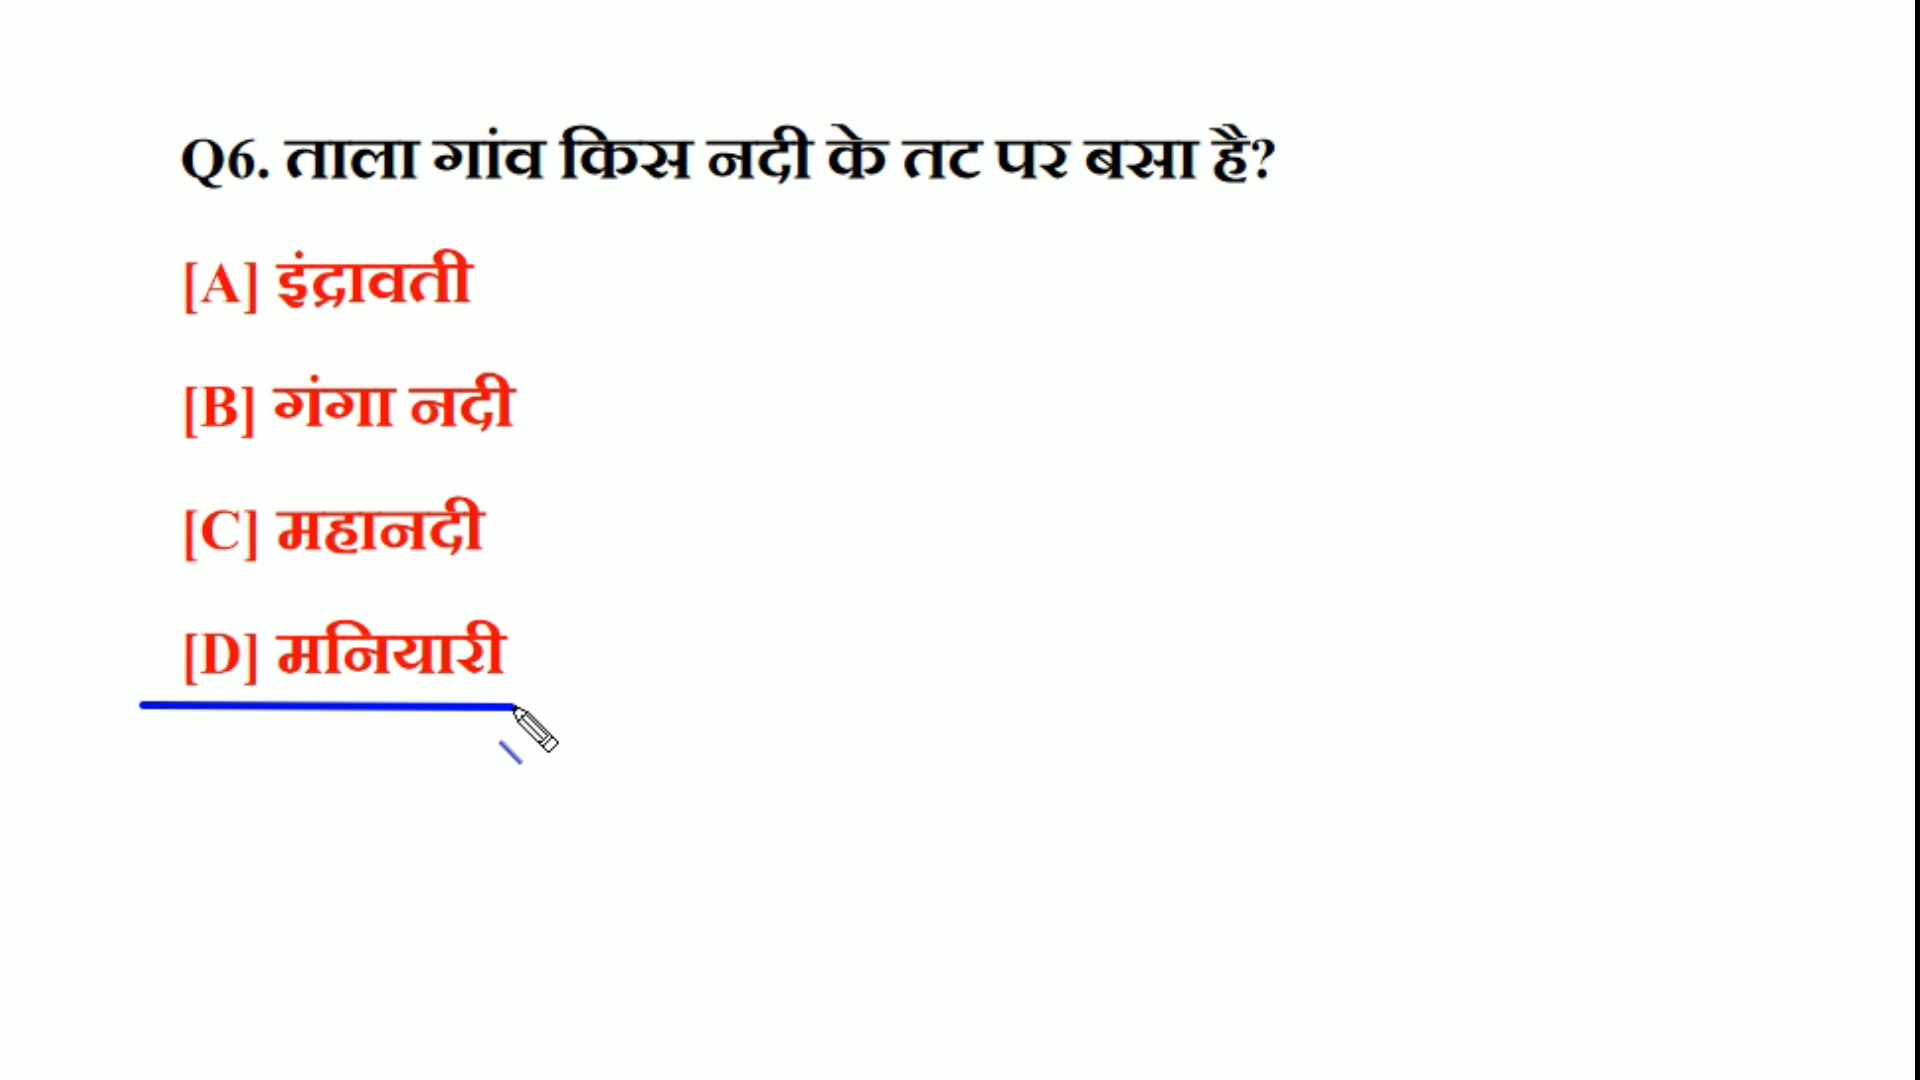 Q6. ताला गांव किस नदी के तट पर बसा है?
[A] इंद्रावती
[B] गंगा नदी
[C] महानदी
[D] मनियारी